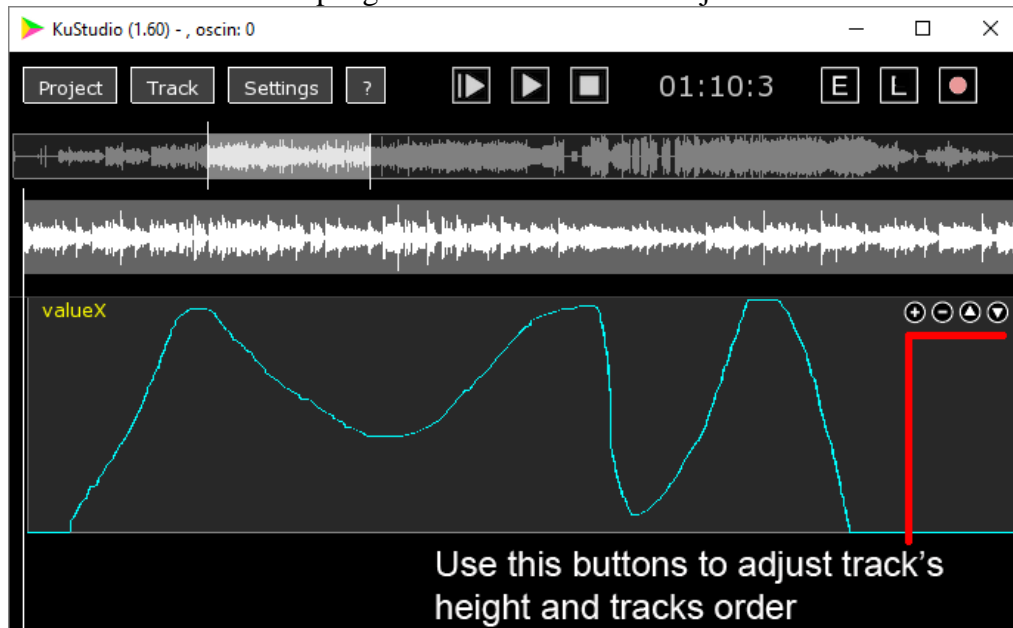 KuStudio (1.60) - , oscin: 0
Project Track Settings ? 01:10:3 E L
valueX
Use this buttons to adjust track's
height and tracks order